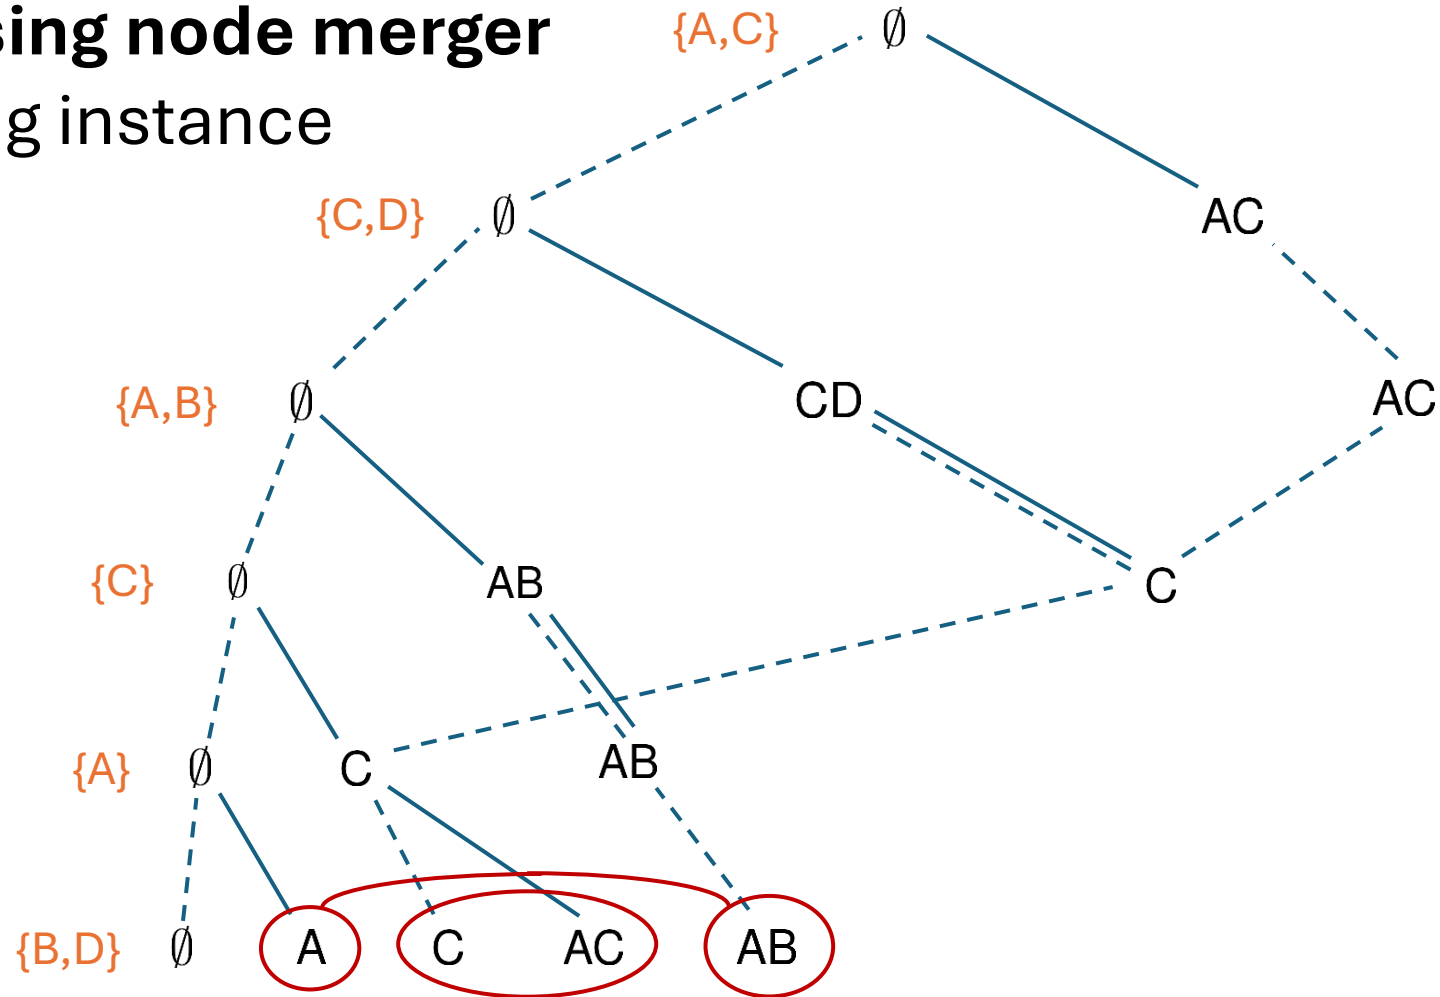 sing node merger
{A,C} ∅
g instance
{C,D} ∅ AC
{A,B} ∅ CD AC
{C} ∅ AB C
{A} ∅ C AB
{B,D} ∅ A C AC AB